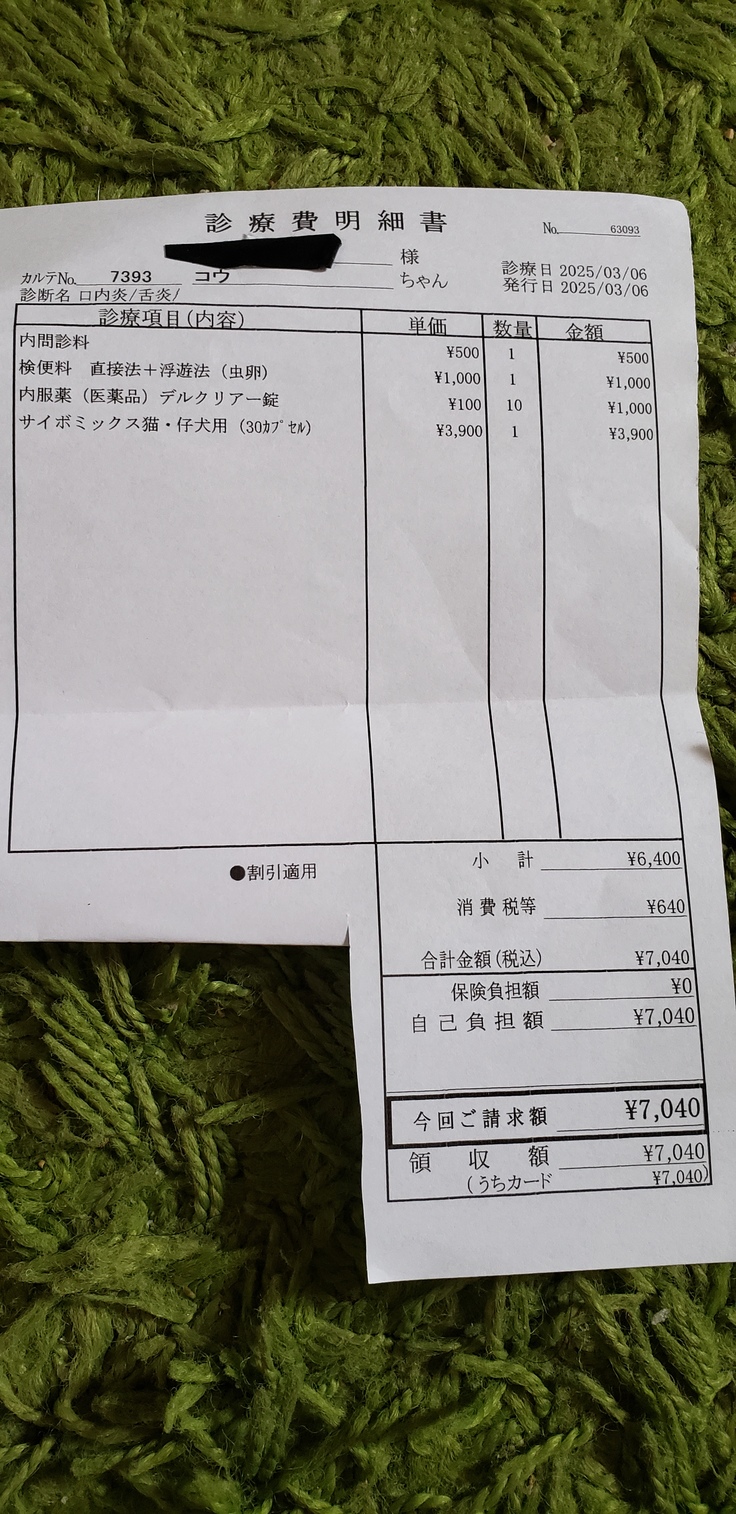 診療費明細書
No. 63093
様
カルテNo. 7393 コウ ちゃん
診療日 2025/03/06
診断名 口内炎/舌炎/
発行日 2025/03/06
診療項目(内容) 単価 数量 金額
内問診料 ¥500 1 ¥500
検便料 直接法＋浮遊法（虫卵） ¥1,000 1 ¥1,000
内服薬（医薬品）デルクリアー錠 ¥100 10 ¥1,000
サイボミックス猫・仔犬用（30ｶﾌﾟｾﾙ） ¥3,900 1 ¥3,900
●割引適用
小計 ¥6,400
消費税等 ¥640
合計金額(税込) ¥7,040
保険負担額 ¥0
自己負担額 ¥7,040
今回ご請求額 ¥7,040
領収額 ¥7,040
(うちカード ¥7,040)